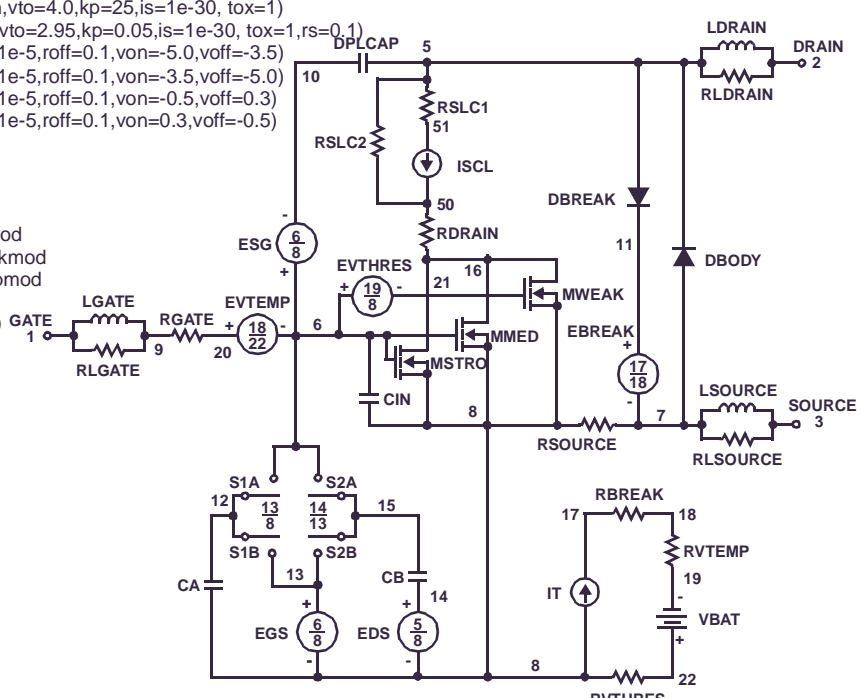 ,vto=4.0,kp=25,is=1e-30, tox=1)
vto=2.95,kp=0.05,is=1e-30, tox=1,rs=0.1)
1e-5,roff=0.1,von=-5.0,voff=-3.5)
1e-5,roff=0.1,von=-3.5,voff=-5.0)
1e-5,roff=0.1,von=-0.5,voff=0.3)
1e-5,roff=0.1,von=0.3,voff=-0.5)
DPLCAP
5
10
LDRAIN
DRAIN
2
RLDRAIN
RSLC1
51
RSLC2
ISCL
50
RDRAIN
DBREAK
11
DBODY
-
ESG
6
8
+
EVTHRES
+
19
8
-
21
16
MWEAK
EBREAK
+
17
18
-
MMED
MSTRO
CIN
8
kmod
LGATE
GATE
1
RLGATE
9
RGATE
20
EVTEMP
+
18
22
-
6
RSOURCE
7
LSOURCE
SOURCE
3
RLSOURCE
S1A
S2A
12
13
8
14
13
15
S1B
S2B
13
CA
CB
14
+
EGS
6
8
-
+
EDS
5
8
-
RBREAK
17
18
RVTEMP
19
IT
-
VBAT
+
8
22